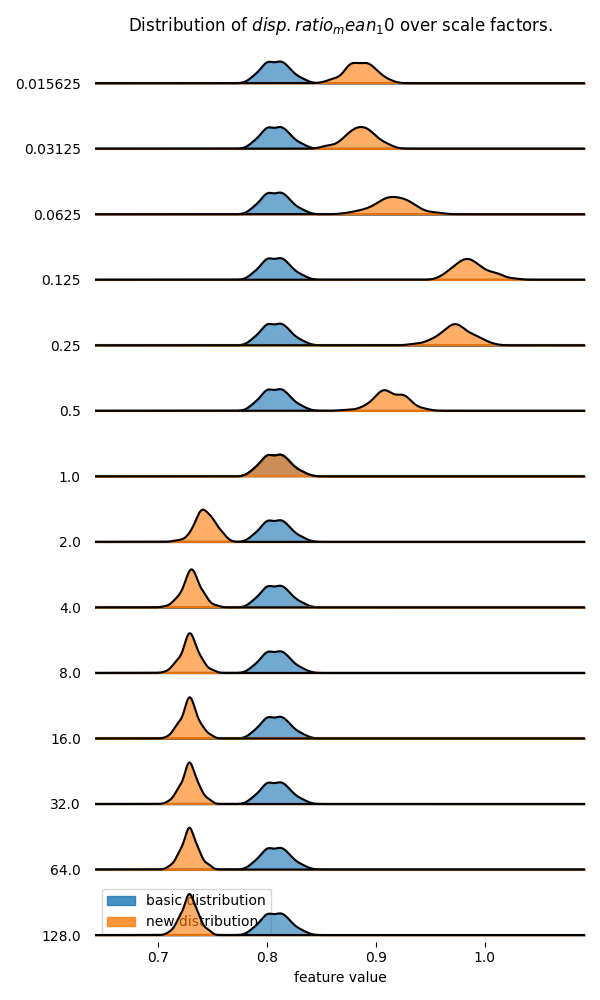 Distribution of disp.ratio_mean_10 over scale factors.
0.015625
0.03125
0.0625
0.125
0.25
0.5
1.0
2.0
4.0
8.0
16.0
32.0
64.0
128.0
basic distribution
new distribution
0.7 0.8 0.9 1.0
feature value